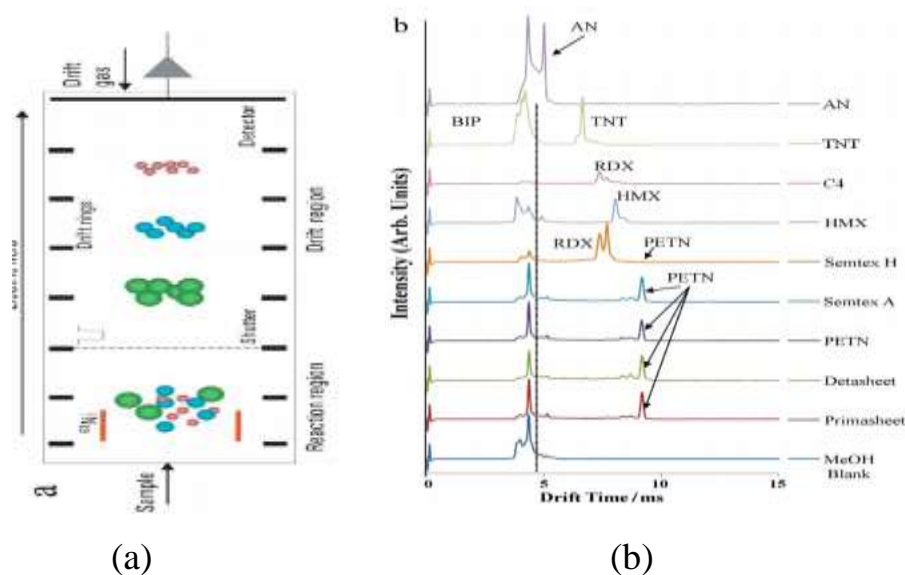 a
Sample
Reaction region
63Ni
Shutter
Drift rings
Drift region
Detector
Drift gas
b
AN
BIP
TNT
RDX
HMX
RDX
PETN
PETN
AN
TNT
C4
HMX
Semtex H
Semtex A
PETN
Detasheet
Primasheet
MeOH
Blank
Intensity (Arb. Units)
0
5
10
15
Drift Time/ms
(a)
(b)